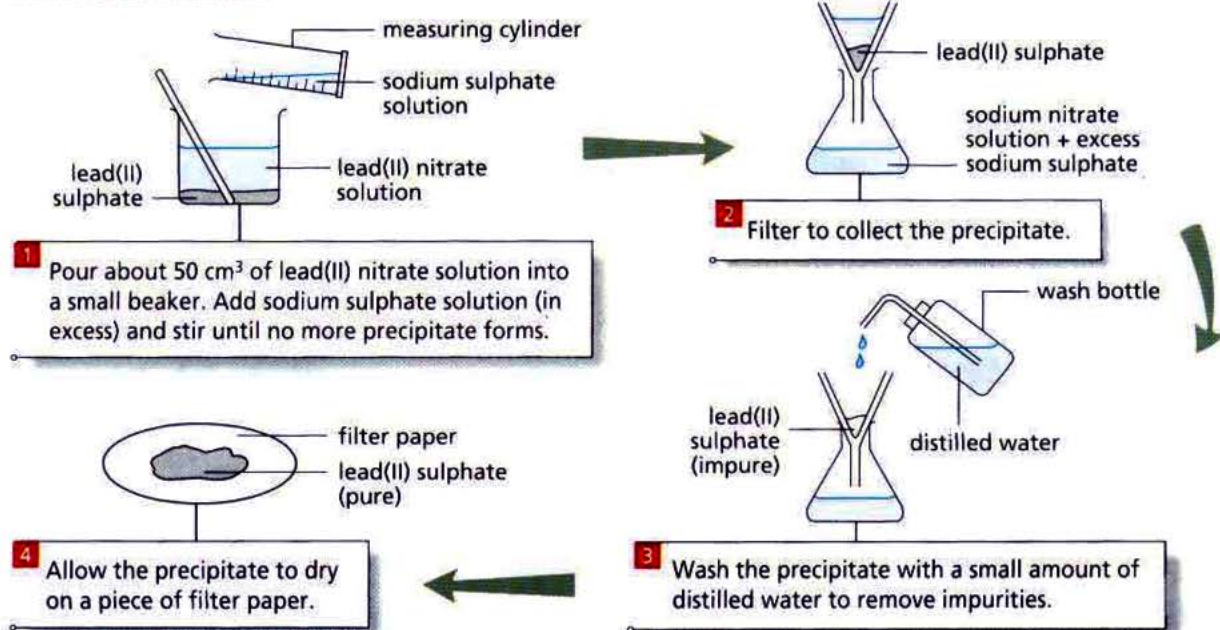 measuring cylinder
sodium sulphate
solution
lead(II)
sulphate
lead(II) nitrate
solution
1
Pour about 50 cm³ of lead(II) nitrate solution into
a small beaker. Add sodium sulphate solution (in
excess) and stir until no more precipitate forms.
lead(II) sulphate
sodium nitrate
solution + excess
sodium sulphate
2
Filter to collect the precipitate.
wash bottle
lead(II)
sulphate
(impure)
distilled water
3
Wash the precipitate with a small amount of
distilled water to remove impurities.
filter paper
lead(II) sulphate
(pure)
4
Allow the precipitate to dry
on a piece of filter paper.